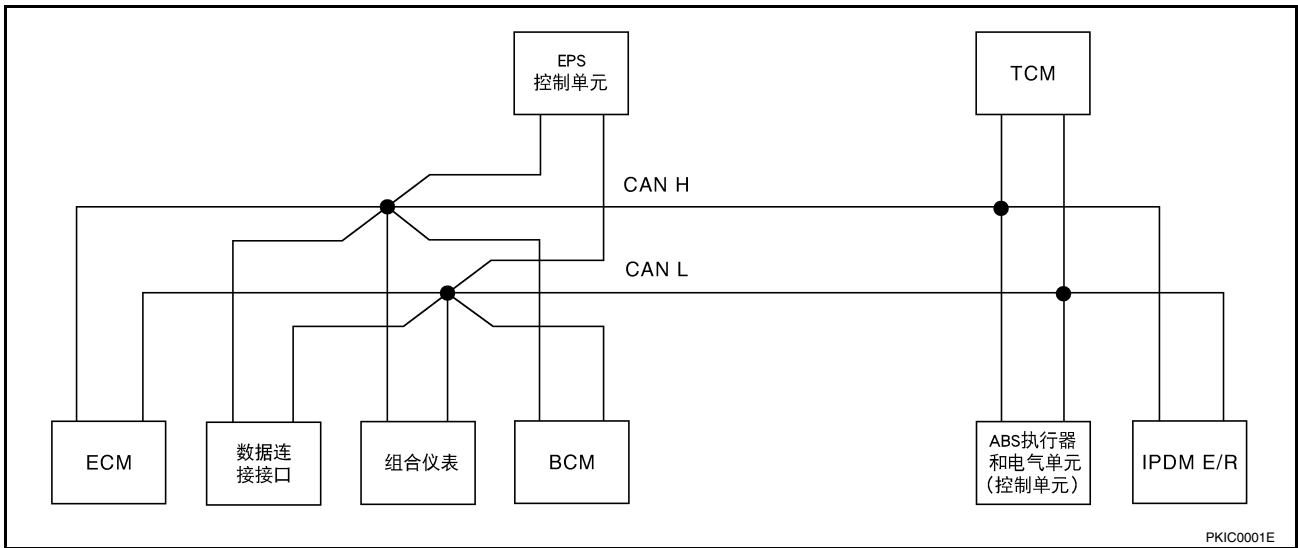 EPS
控制单元
TCM
CAN H
CAN L
ECM
数据连
接接口
组合仪表
BCM
ABS执行器
和电气单元
(控制单元)
IPDM E/R
PKIC0001E